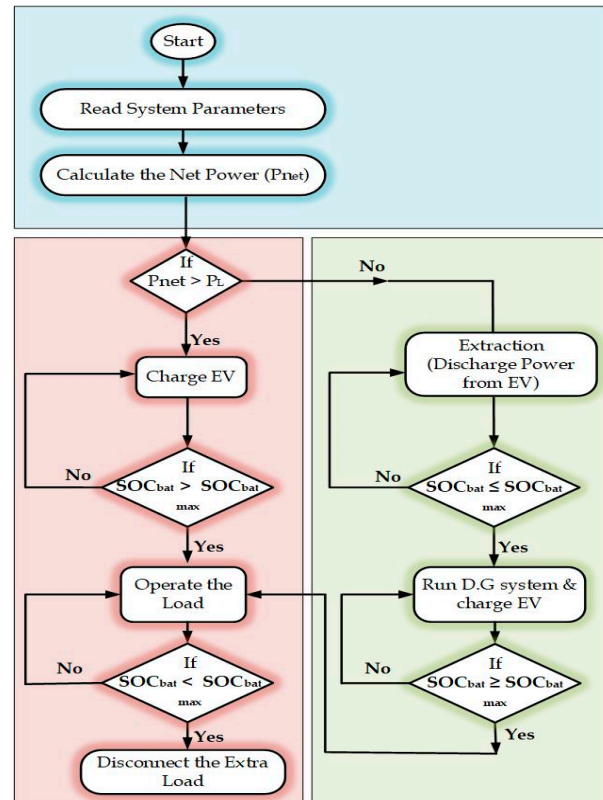 Start
Read System Parameters
Calculate the Net Power (Pnet)
If
Pnet > PL
No
Yes
Charge EV
Extraction
(Discharge Power
from EV)
If
SOCbat > SOCbat
max
No
Yes
If
SOCbat ≤ SOCbat
max
No
Yes
Operate the
Load
Run D.G system &
charge EV
If
SOCbat < SOCbat
max
No
Yes
If
SOCbat ≥ SOCbat
max
No
Yes
Disconnect the Extra
Load